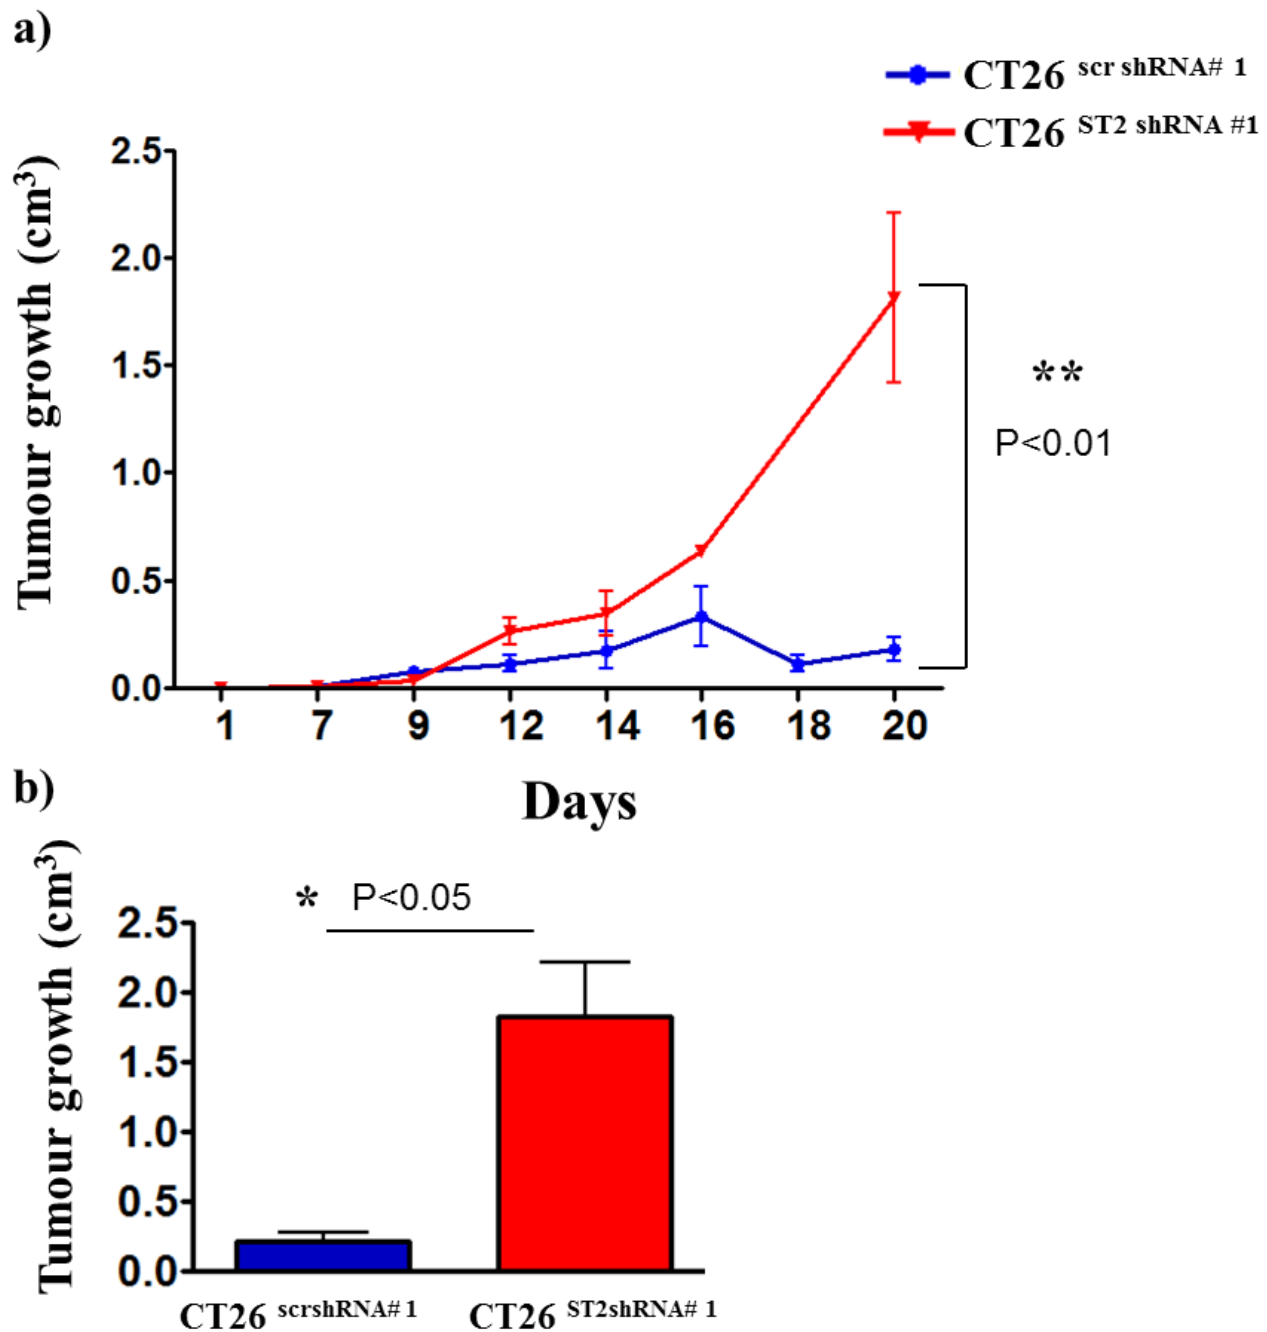 a)
CT26 scr shRNA# 1
CT26 ST2 shRNA #1
Tumour growth (cm³)
2.5
2.0
1.5
1.0
0.5
0.0
**
P<0.01
1 7 9 12 14 16 18 20
Days
b)
Tumour growth (cm³)
* P<0.05
2.5
2.0
1.5
1.0
0.5
0.0
CT26 scrshRNA# 1 CT26 ST2shRNA# 1